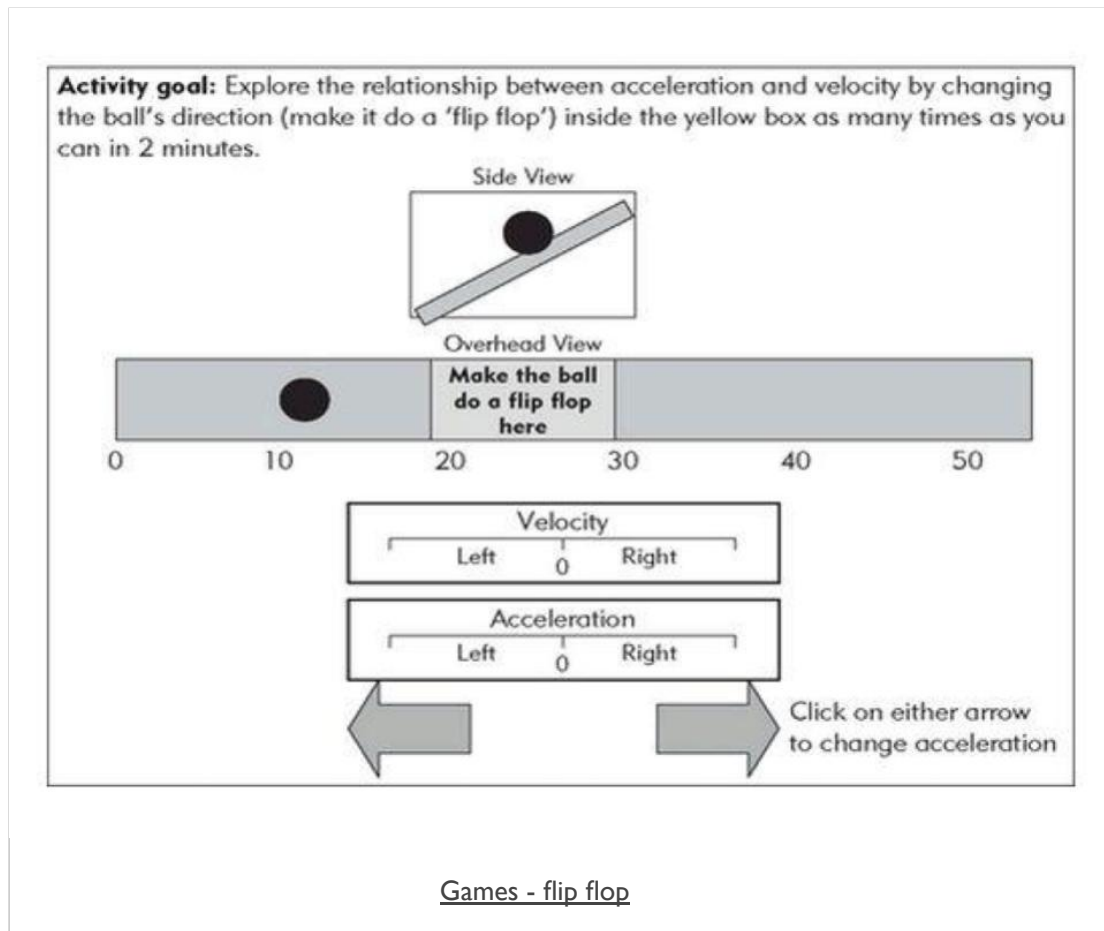 Activity goal: Explore the relationship between acceleration and velocity by changing
the ball's direction (make it do a 'flip flop') inside the yellow box as many times as you
can in 2 minutes.
Side View
Overhead View
Make the ball
do a flip flop
here
0 10 20 30 40 50
Velocity
Left 0 Right
Acceleration
Left 0 Right
Click on either arrow
to change acceleration
Games - flip flop